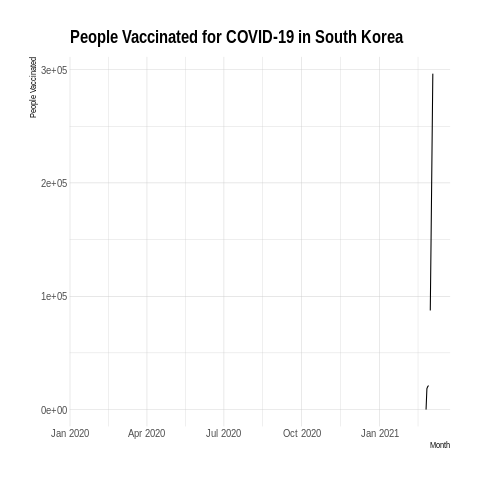 People Vaccinated for COVID-19 in South Korea
People Vaccinated
3e+05
2e+05
1e+05
0e+00
Jan 2020 Apr 2020 Jul 2020 Oct 2020 Jan 2021
Month